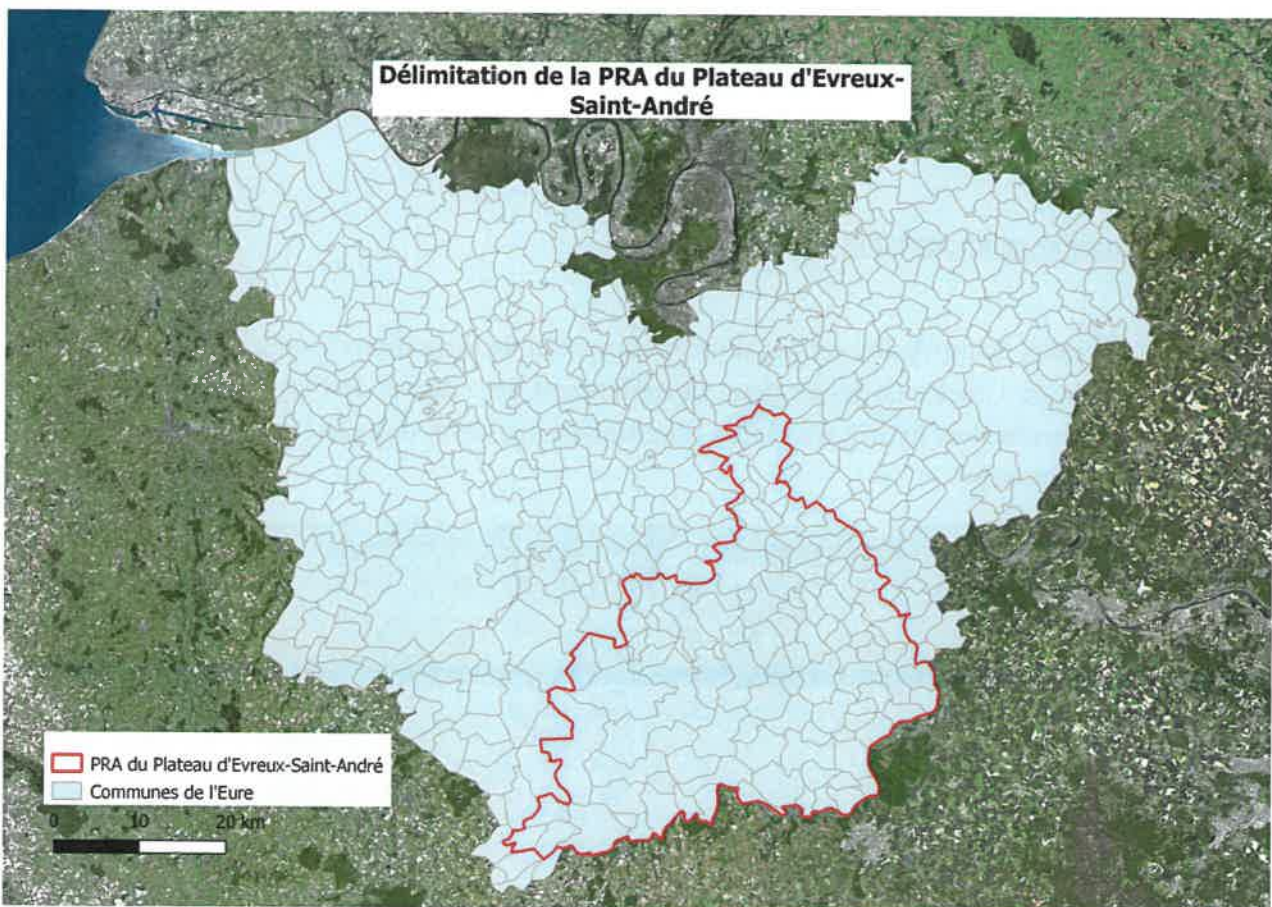 Délimitation de la PRA du Plateau d'Evreux-
Saint-André
PRA du Plateau d'Evreux-Saint-André
Communes de l'Eure
0 10 20 km